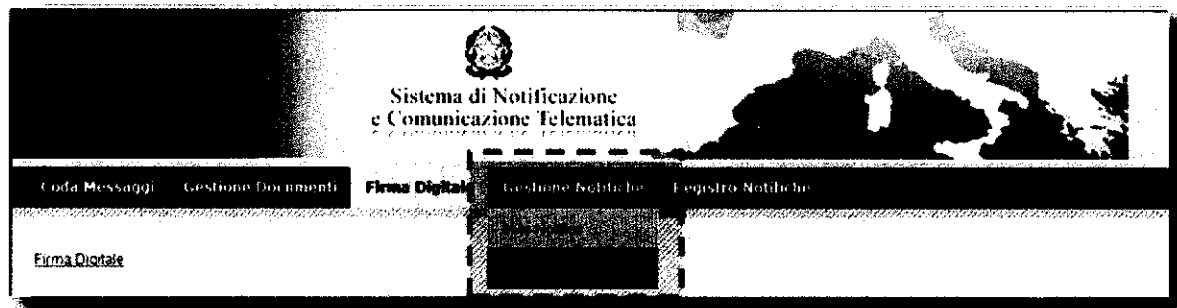 Sistema di Notificazione
e Comunicazione Telematica
Coda Messaggi Gestione Documenti Firma Digitale Gestione Notifiche Registro Notifiche
Firma Digitale